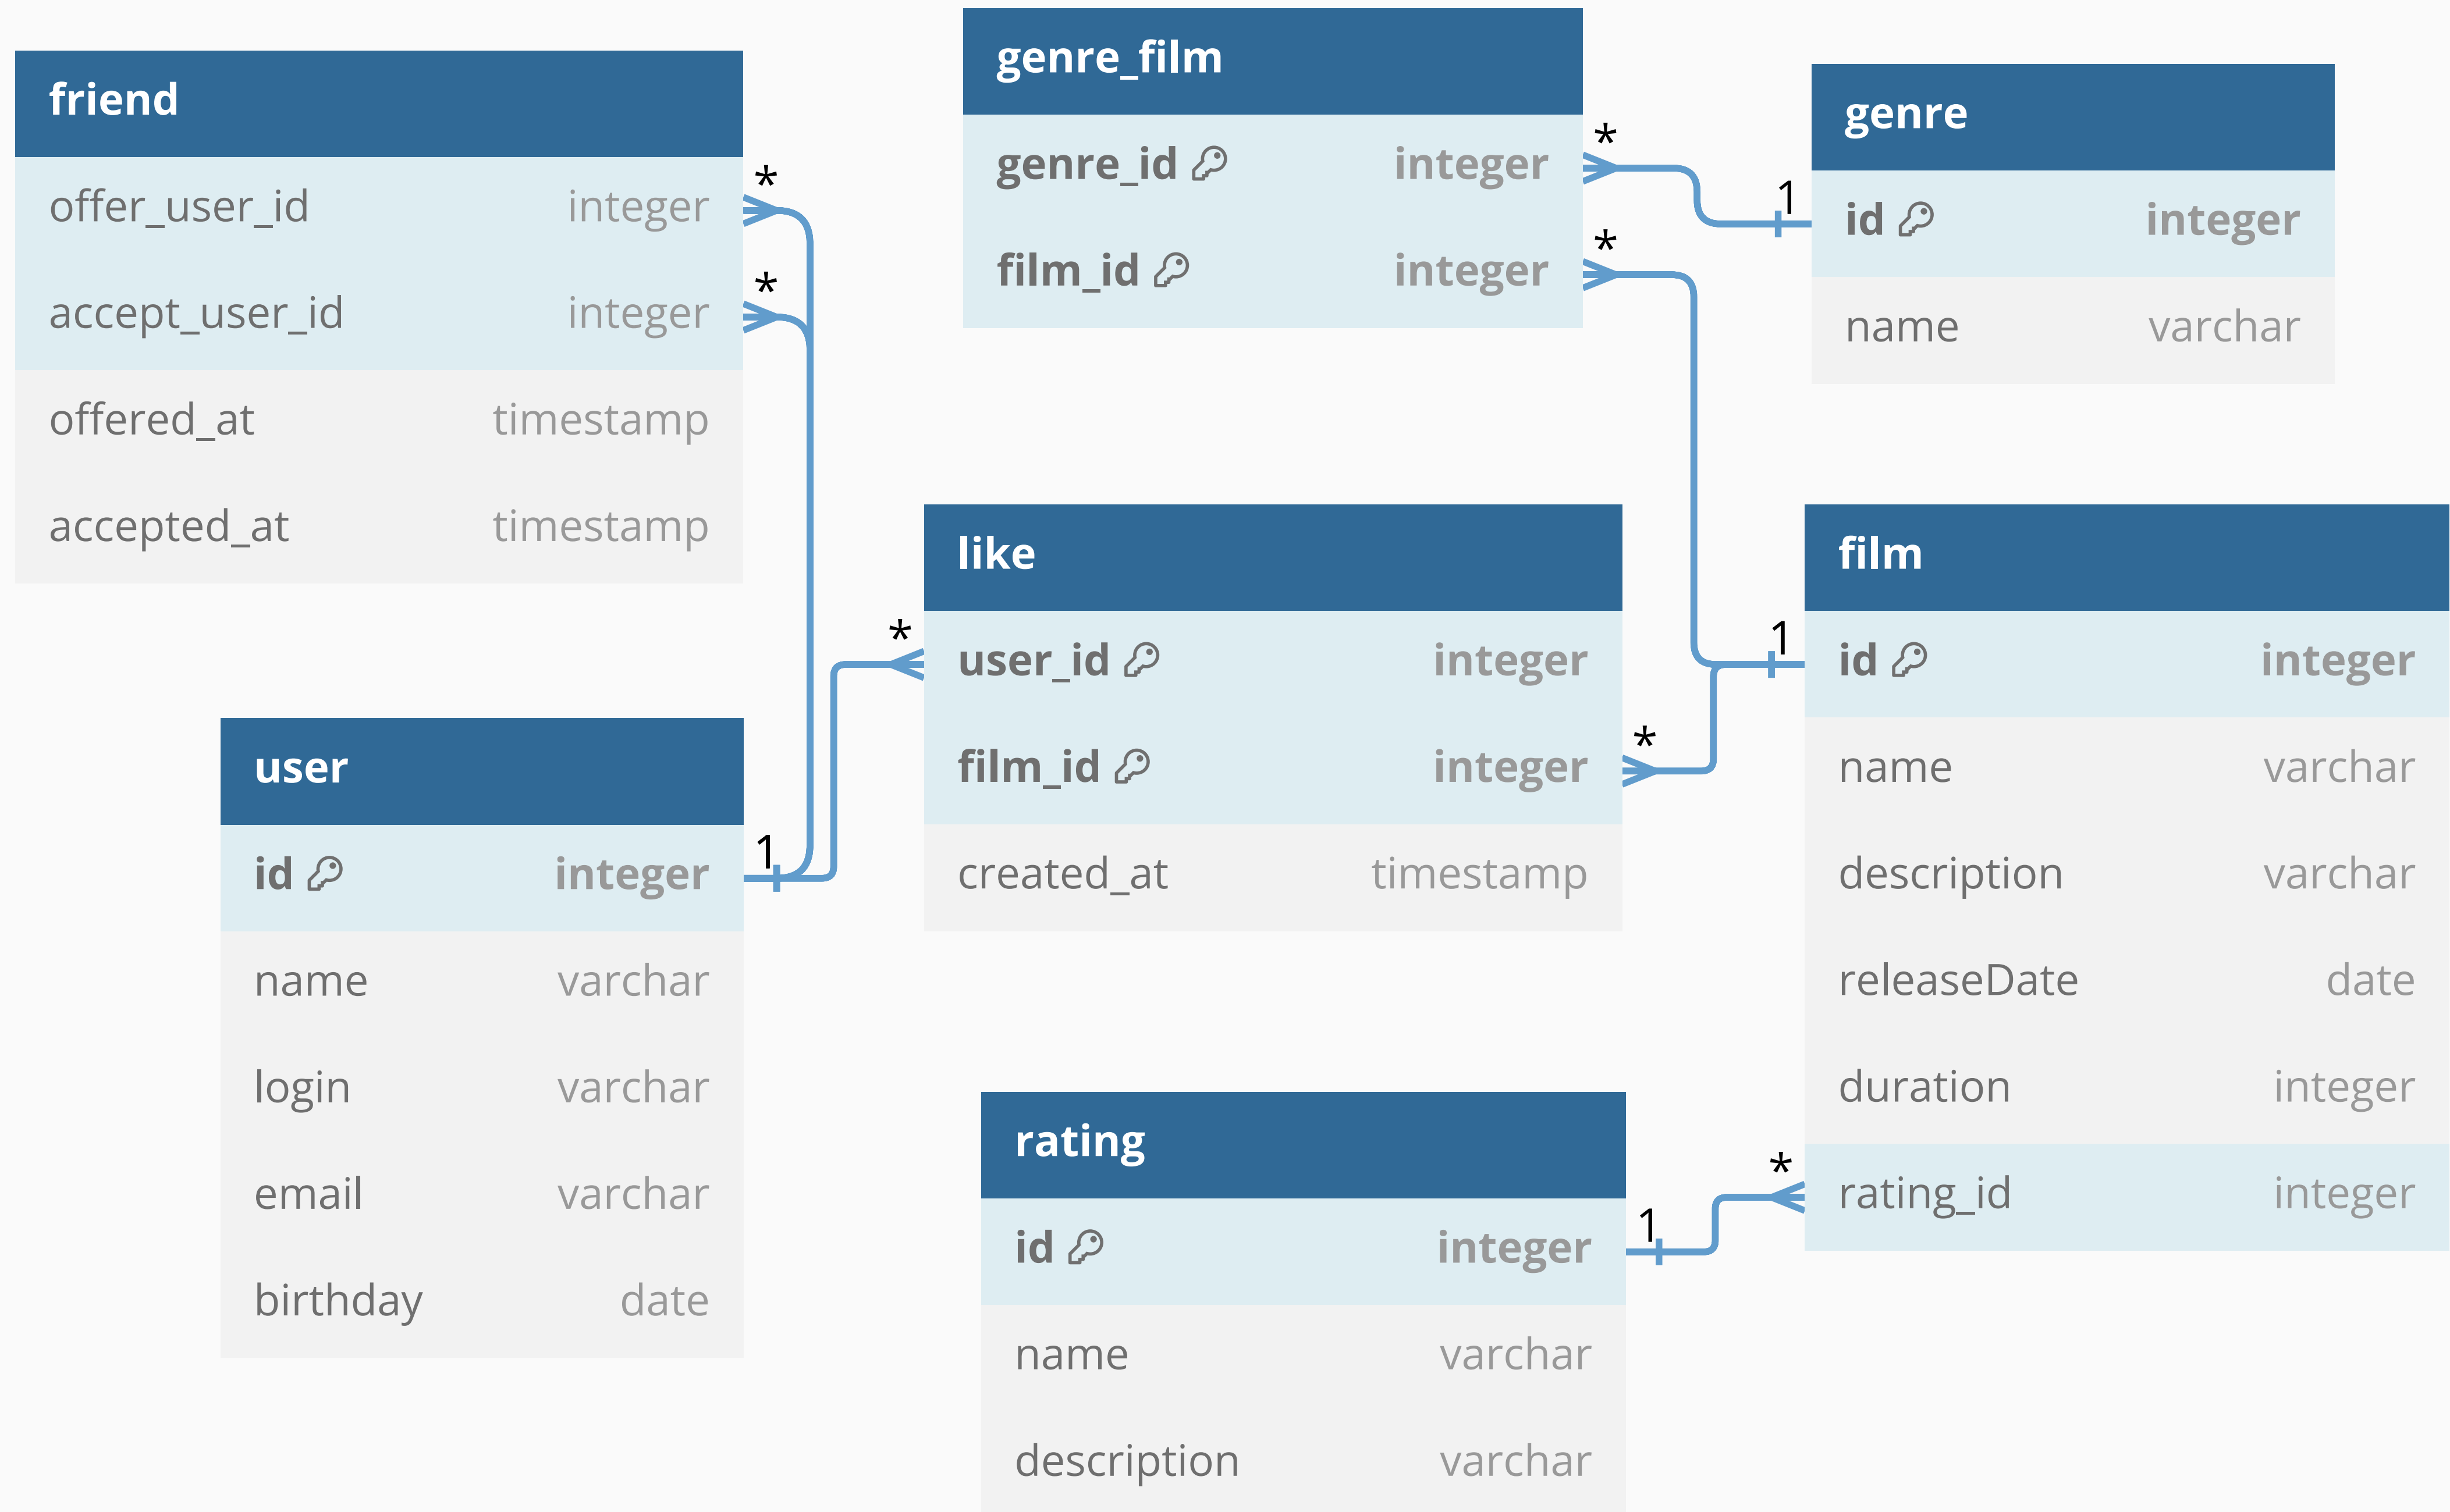 friend
offer_user_id integer
accept_user_id integer
offered_at timestamp
accepted_at timestamp
*
*
genre_film
genre_id integer
film_id integer
*
*
genre
id integer
name varchar
1
like
user_id integer
film_id integer
created_at timestamp
*
*
film
id integer
name varchar
description varchar
releaseDate date
duration integer
rating_id integer
1
*
user
id integer
name varchar
login varchar
email varchar
birthday date
1
rating
id integer
name varchar
description varchar
1